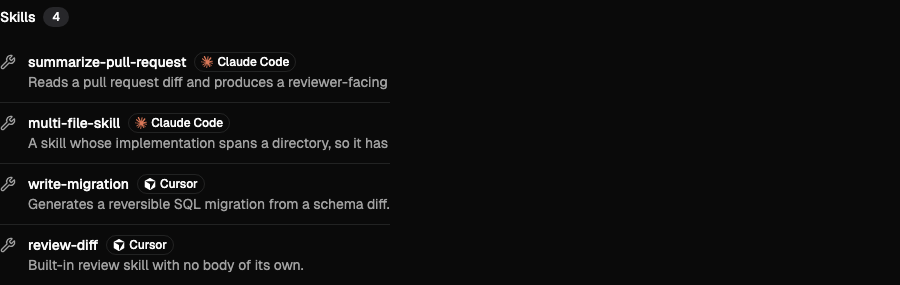 Skills 4
summarize-pull-request Claude Code
Reads a pull request diff and produces a reviewer-facing
multi-file-skill Claude Code
A skill whose implementation spans a directory, so it has
write-migration Cursor
Generates a reversible SQL migration from a schema diff.
review-diff Cursor
Built-in review skill with no body of its own.